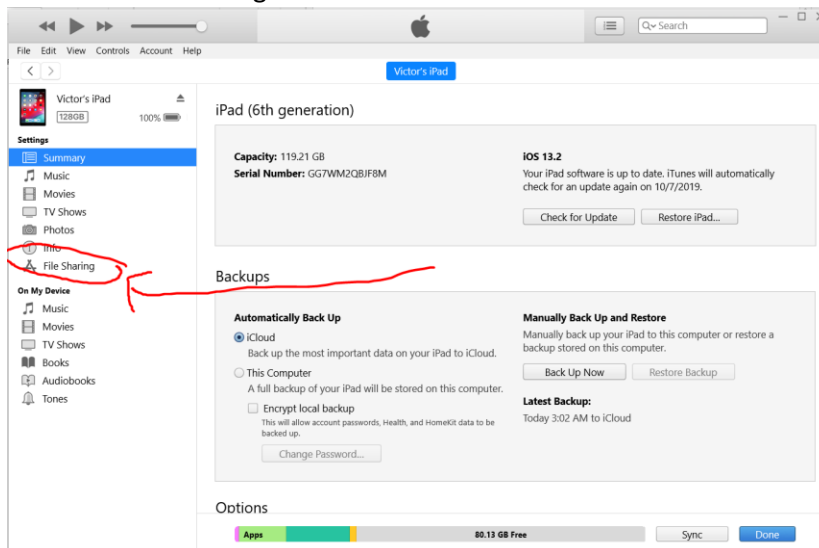 Search
File Edit View Controls Account Help
Victor's iPad
Victor's iPad
128GB 100%
Settings
Summary
Music
Movies
TV Shows
Photos
Info
File Sharing
On My Device
Music
Movies
TV Shows
Books
Audiobooks
Tones
iPad (6th generation)
Capacity: 119.21 GB
Serial Number: GG7WM2QBJF8M
iOS 13.2
Your iPad software is up to date. iTunes will automatically
check for an update again on 10/7/2019.
Check for Update Restore iPad...
Backups
Automatically Back Up
iCloud
Back up the most important data on your iPad to iCloud.
This Computer
A full backup of your iPad will be stored on this computer.
Encrypt local backup
This will allow account passwords, Health, and HomeKit data to be
backed up.
Change Password...
Manually Back Up and Restore
Manually back up your iPad to this computer or restore a
backup stored on this computer.
Back Up Now Restore Backup
Latest Backup:
Today 3:02 AM to iCloud
Options
Apps 80.13 GB Free Sync Done